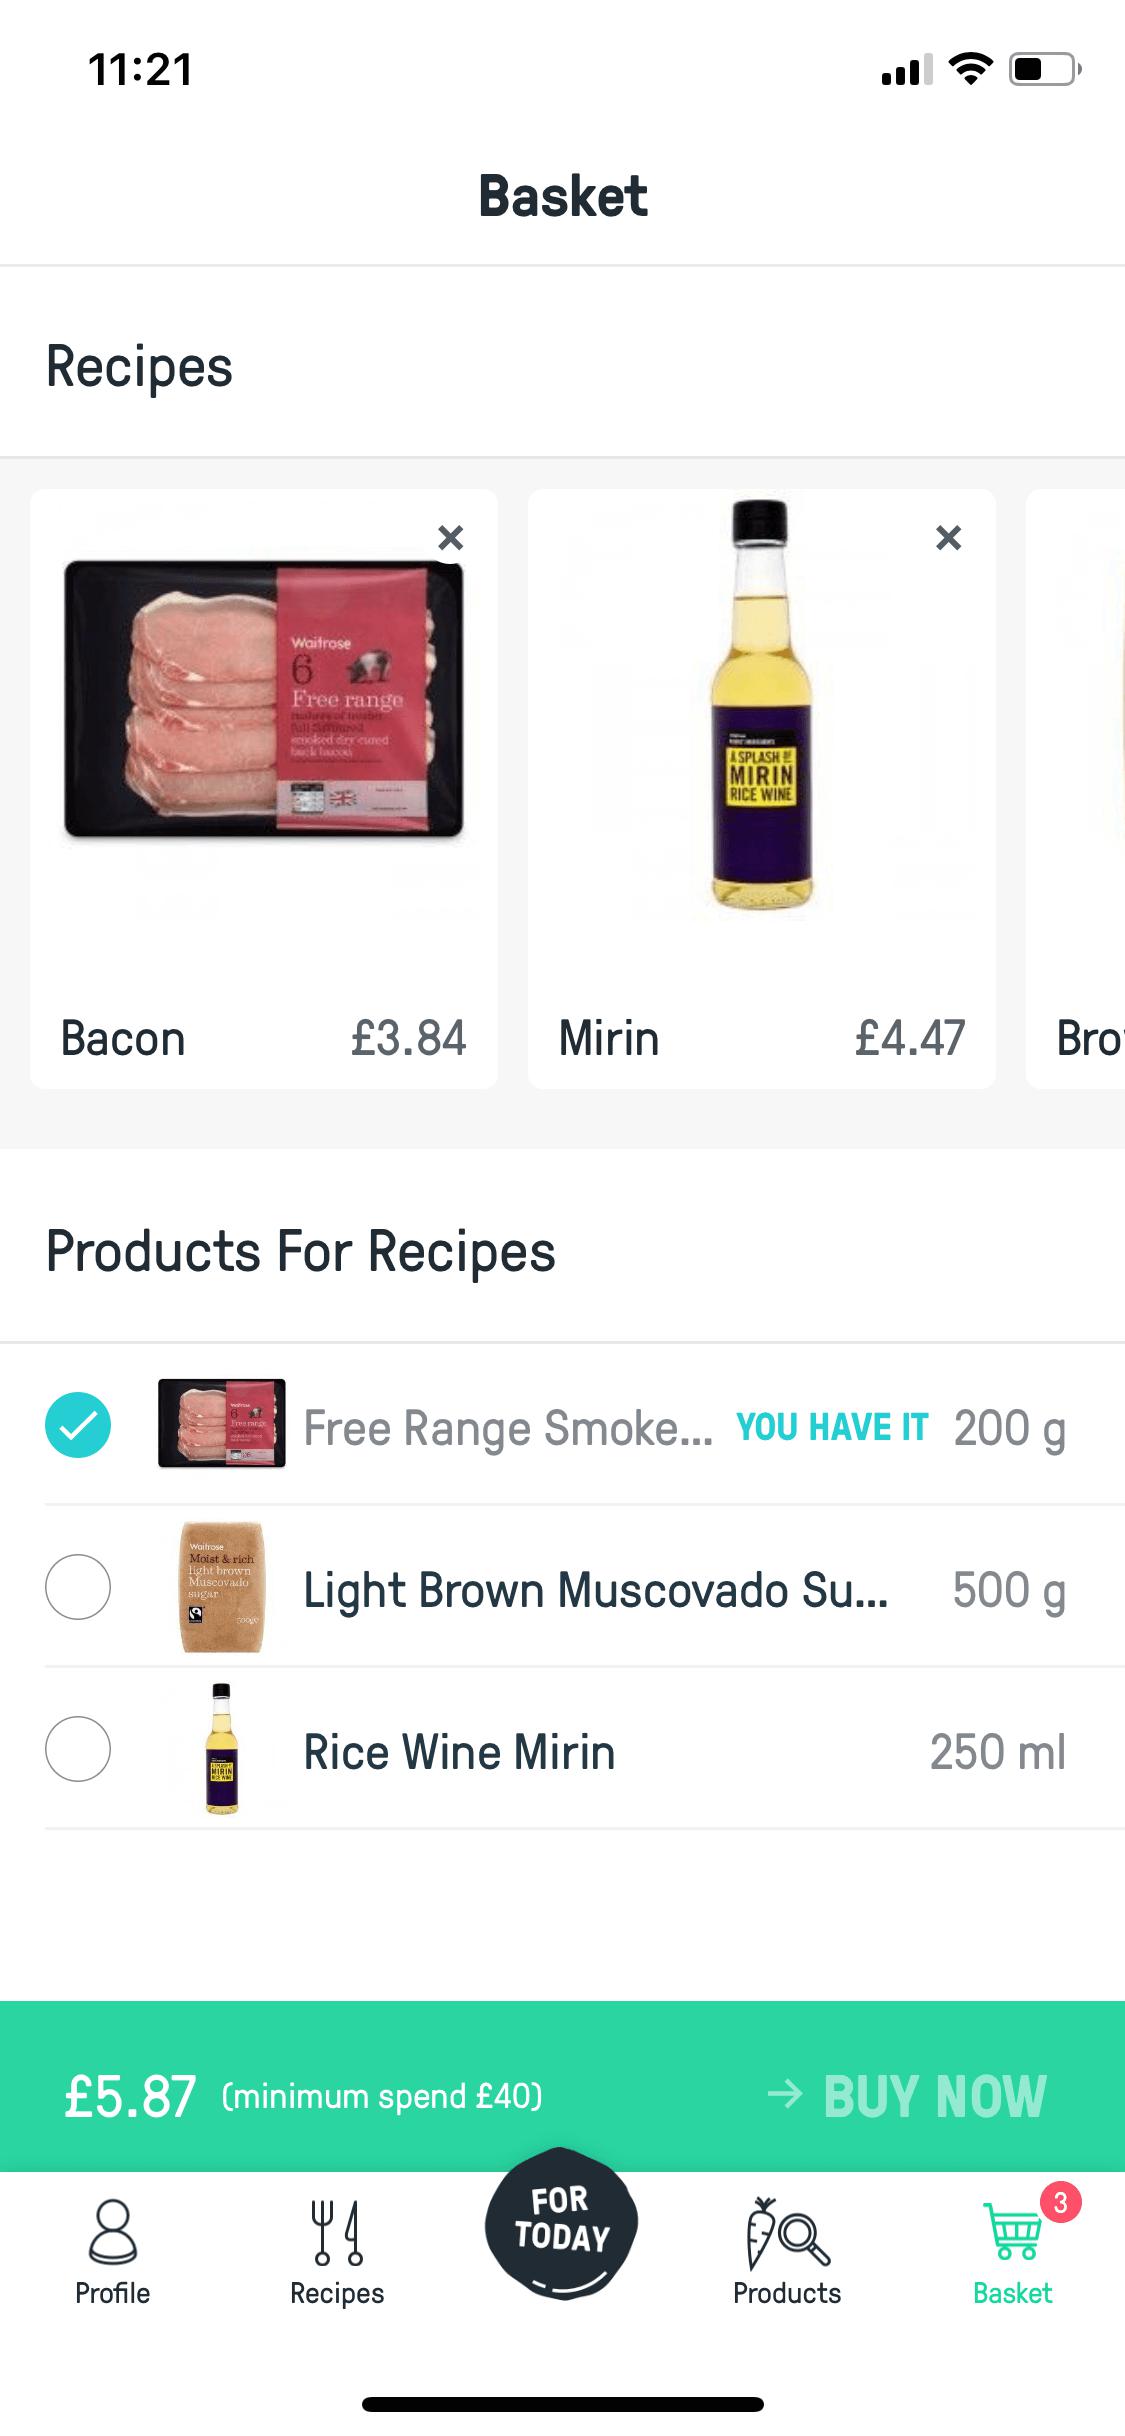 11:21
Basket
Recipes
Waitrose
6
Free range
smoked dry cured
back bacon
A SPLASH OF
MIRIN
RICE WINE
Bacon £3.84
Mirin £4.47
Bro
Products For Recipes
Free Range Smoke... YOU HAVE IT 200 g
Waitrose
Moist & rich
light brown
Muscovado
sugar
500g
Light Brown Muscovado Su... 500 g
MIRIN
Rice Wine Mirin 250 ml
£5.87 (minimum spend £40) → BUY NOW
FOR
TODAY
3
Profile Recipes Products Basket